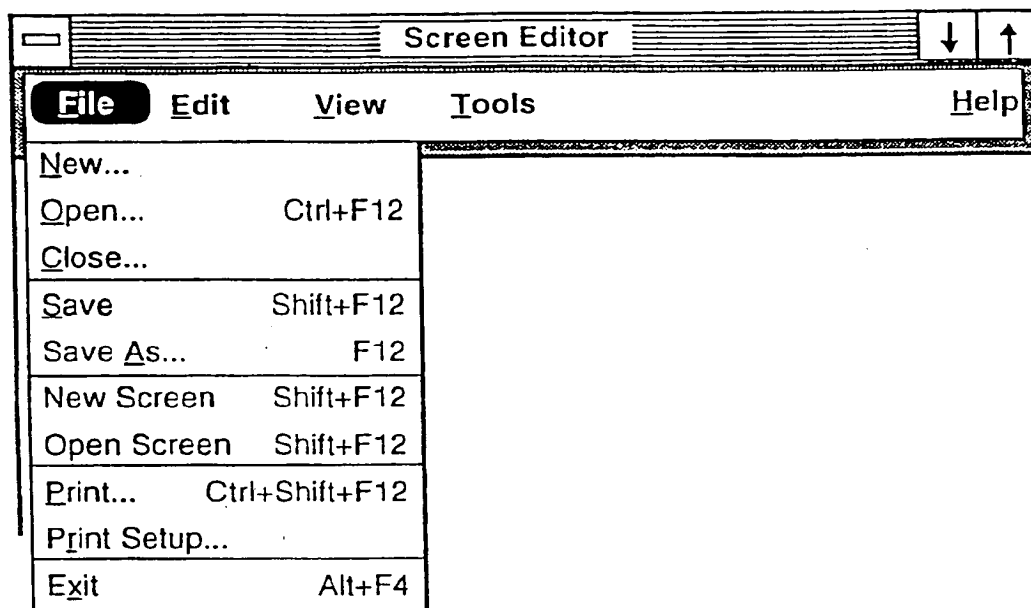 Screen Editor
File Edit View Tools Help
New...
Open... Ctrl+F12
Close...
Save Shift+F12
Save As... F12
New Screen Shift+F12
Open Screen Shift+F12
Print... Ctrl+Shift+F12
Print Setup...
Exit Alt+F4